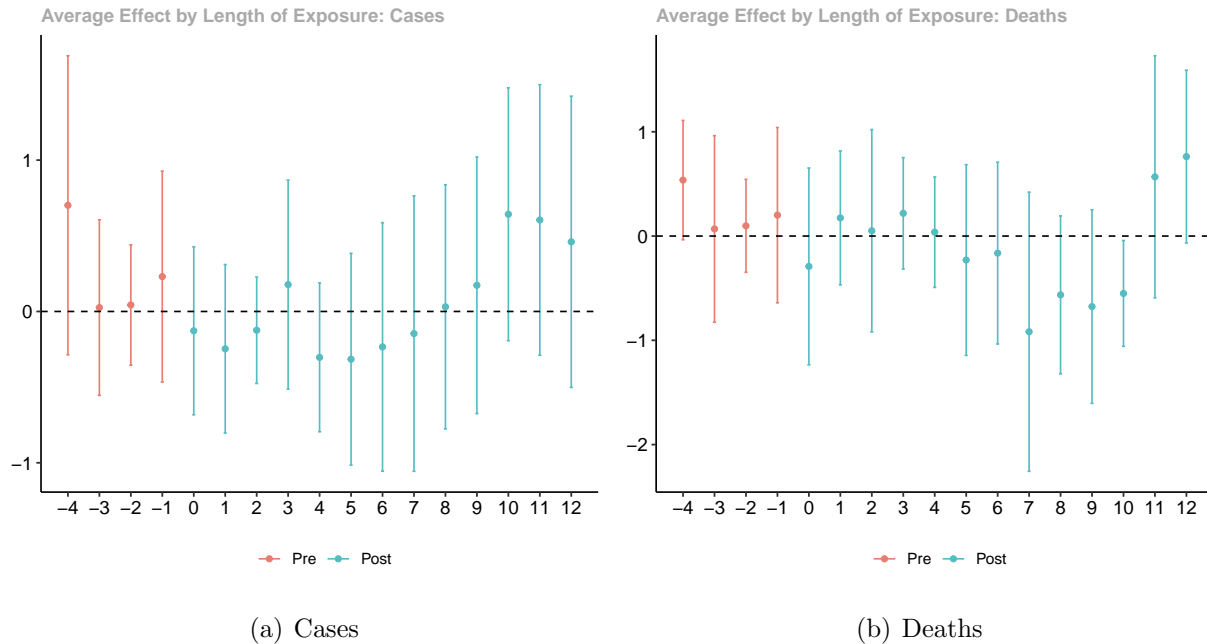 Average Effect by Length of Exposure: Cases
1
0
−1
−4 −3 −2 −1 0 1 2 3 4 5 6 7 8 9 10 11 12
Pre Post
(a) Cases
Average Effect by Length of Exposure: Deaths
1
0
−1
−2
−4 −3 −2 −1 0 1 2 3 4 5 6 7 8 9 10 11 12
Pre Post
(b) Deaths